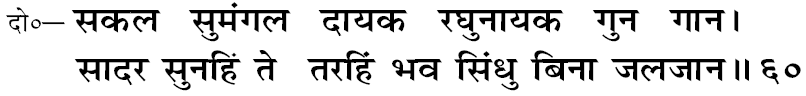 दो०— सकल सुमंगल दायक रघुनायक गुन गान।
सादर सुनहिं ते तरहिं भव सिंधु बिना जलजान॥ ६०